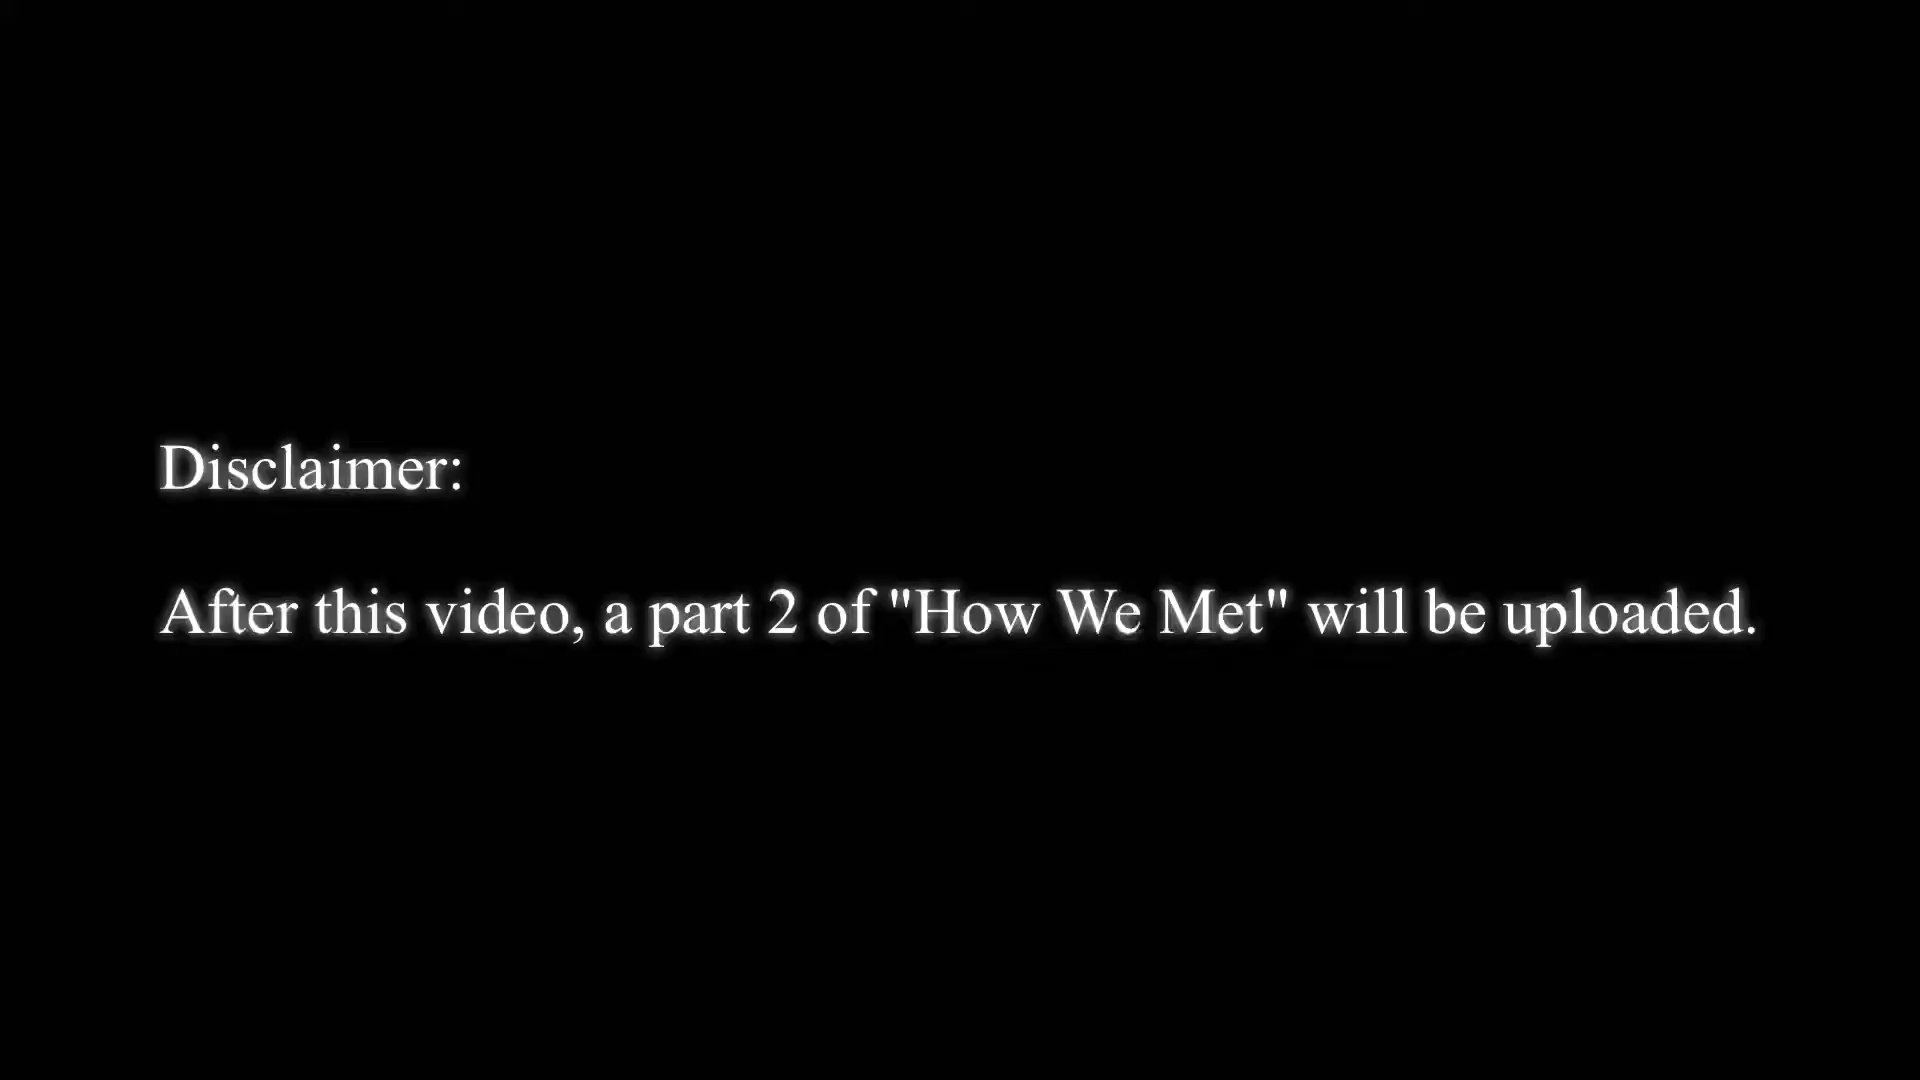 Disclaimer:
After this video, a part 2 of "How We Met" will be uploaded.